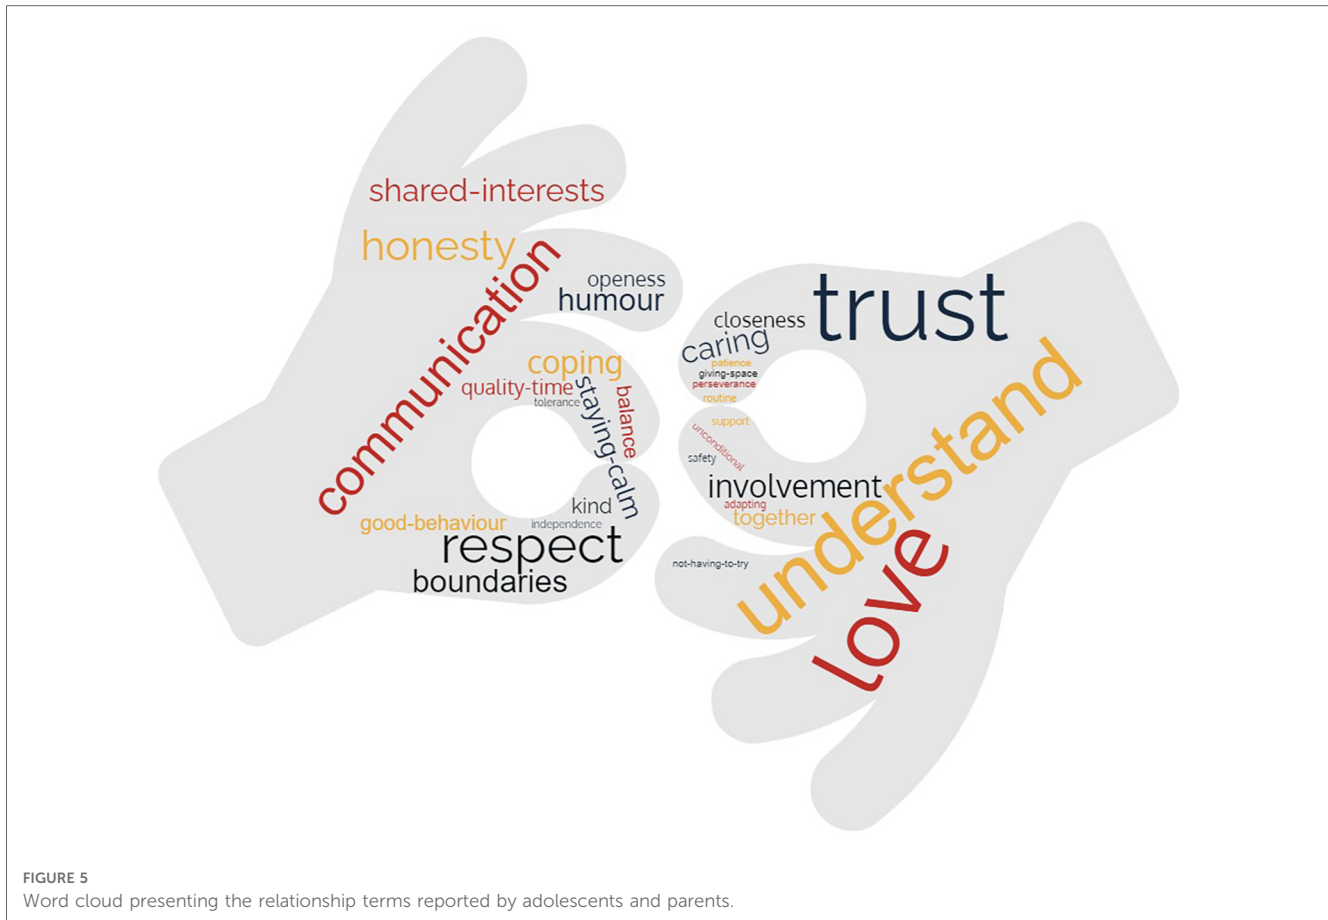 shared-interests
honesty
communication
openess
humour
coping
quality-time
tolerance
staying-calm
balance
kind
good-behaviour
independence
respect
boundaries
trust
closeness
caring
patience
giving-space
perseverance
routine
support
unconditional
safety
involvement
adapting
together
understand
not-having-to-try
love
FIGURE 5
Word cloud presenting the relationship terms reported by adolescents and parents.